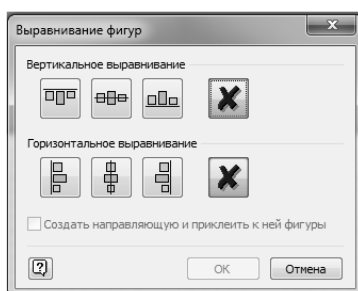 Выравнивание фигур
Вертикальное выравнивание
Горизонтальное выравнивание
Создать направляющую и приклеить к ней фигуры
OK
Отмена